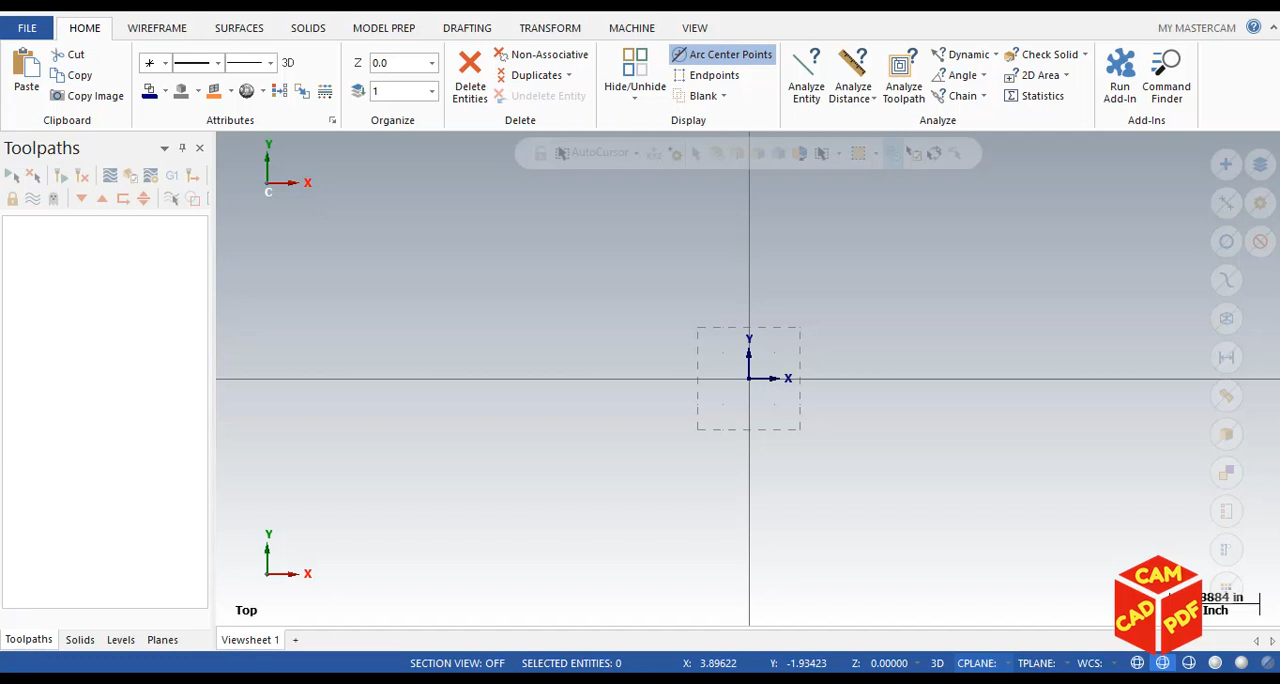 FILE HOME WIREFRAME SURFACES SOLIDS MODEL PREP DRAFTING TRANSFORM MACHINE VIEW MY MASTERCAM
Paste
Cut
Copy
Copy Image
Clipboard
3D
Attributes
Z 0.0
1
Organize
Delete Entities
Non-Associative
Duplicates
Undelete Entity
Delete
Hide/Unhide
Arc Center Points
Endpoints
Blank
Display
Analyze Entity
Analyze Distance
Analyze Toolpath
Dynamic
Angle
Chain
Check Solid
2D Area
Statistics
Analyze
Run Add-In
Command Finder
Add-Ins
Toolpaths
G1
AutoCursor
XYZ
Y
X
C
Y
X
Y
X
Top
CAM
CAD
PDF
8884 in
Inch
Toolpaths Solids Levels Planes
Viewsheet 1 +
SECTION VIEW: OFF SELECTED ENTITIES: 0 X: 3.89622 Y: -1.93423 Z: 0.00000 3D CPLANE: TPLANE: WCS: